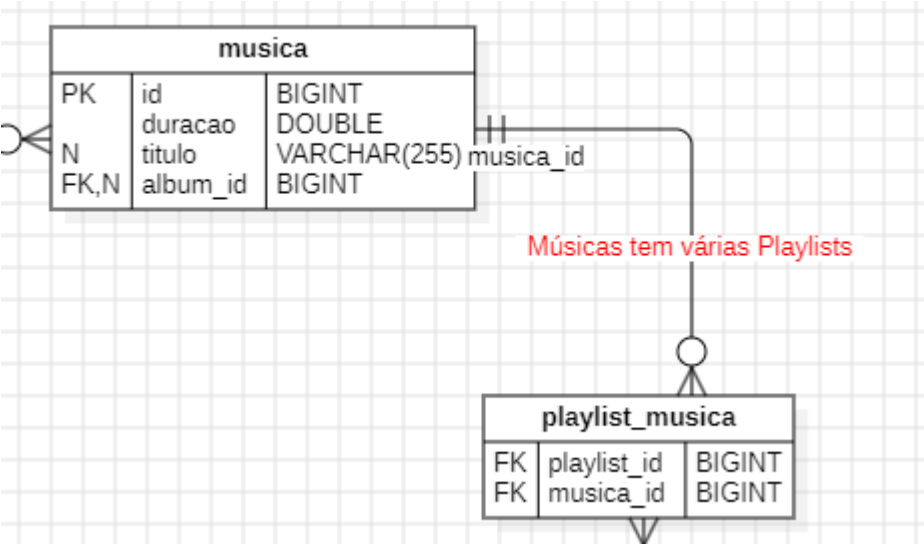 musica
PK id BIGINT
duracao DOUBLE
N titulo VARCHAR(255) musica_id
FK,N album_id BIGINT
Músicas tem várias Playlists
playlist_musica
FK playlist_id BIGINT
FK musica_id BIGINT